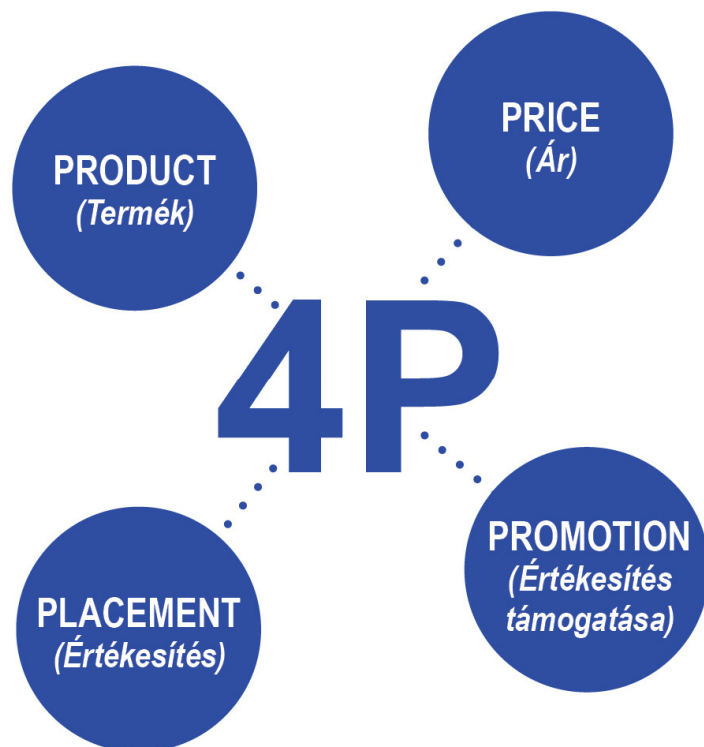 PRODUCT
(Termék)
PRICE
(Ár)
4P
PLACEMENT
(Értékesítés)
PROMOTION
(Értékesítés
támogatása)